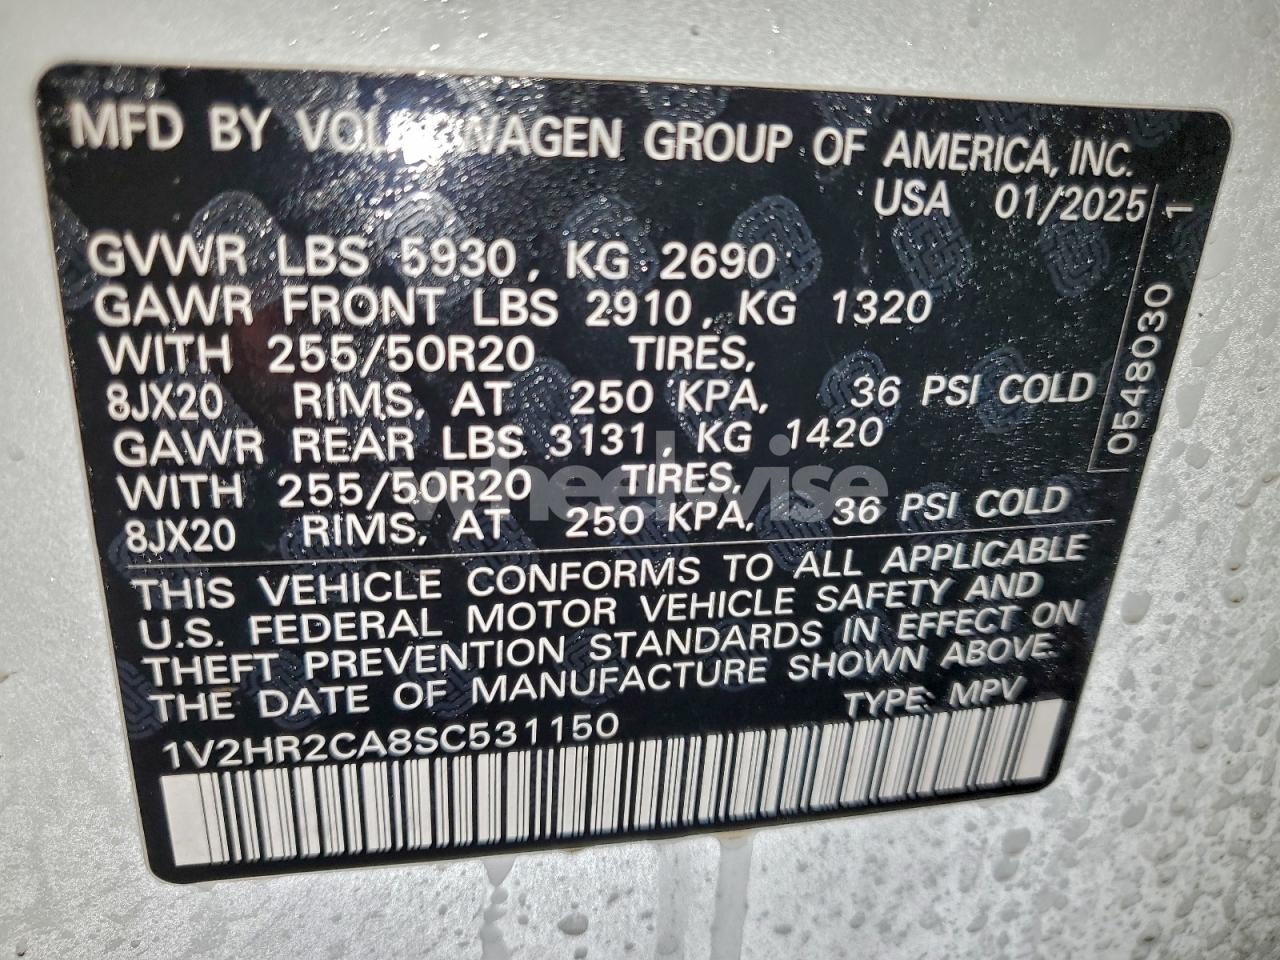 MFD BY VOLKSWAGEN GROUP OF AMERICA, INC.
USA 01/2025
GVWR LBS 5930, KG 2690
GAWR FRONT LBS 2910, KG 1320
WITH 255/50R20 TIRES,
8JX20 RIMS, AT 250 KPA, 36 PSI COLD
GAWR REAR LBS 3131, KG 1420
WITH 255/50R20 TIRES,
8JX20 RIMS, AT 250 KPA, 36 PSI COLD
THIS VEHICLE CONFORMS TO ALL APPLICABLE
U.S. FEDERAL MOTOR VEHICLE SAFETY AND
THEFT PREVENTION STANDARDS IN EFFECT ON
THE DATE OF MANUFACTURE SHOWN ABOVE.
TYPE: MPV
1V2HR2CA8SC531150
0548030 1
wheelwise